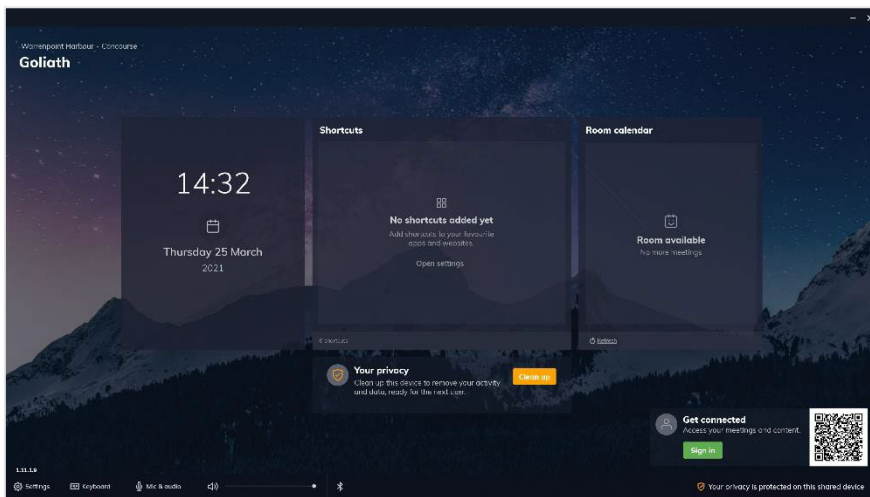 Warrenpoint Harbour - Concourse
Goliath
14:32
Thursday 25 March
2021
Shortcuts
No shortcuts added yet
Add shortcuts to your favourite
apps and websites
Open settings
0 shortcuts
Room calendar
Room available
No more meetings
Refresh
Your privacy
Clean up this device to remove your activity
and data, ready for the next user.
Clean up
Get connected
Access your meetings and content.
Sign in
1.11.1.9
Settings
Keyboard
Mic & audio
Your privacy is protected on this shared device